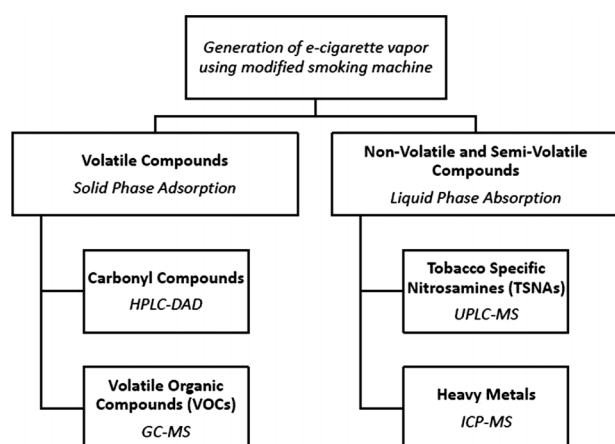 Generation of e-cigarette vapor
using modified smoking machine
Volatile Compounds
Solid Phase Adsorption
Non-Volatile and Semi-Volatile
Compounds
Liquid Phase Absorption
Carbonyl Compounds
HPLC-DAD
Tobacco Specific
Nitrosamines (TSNAs)
UPLC-MS
Volatile Organic
Compounds (VOCs)
GC-MS
Heavy Metals
ICP-MS